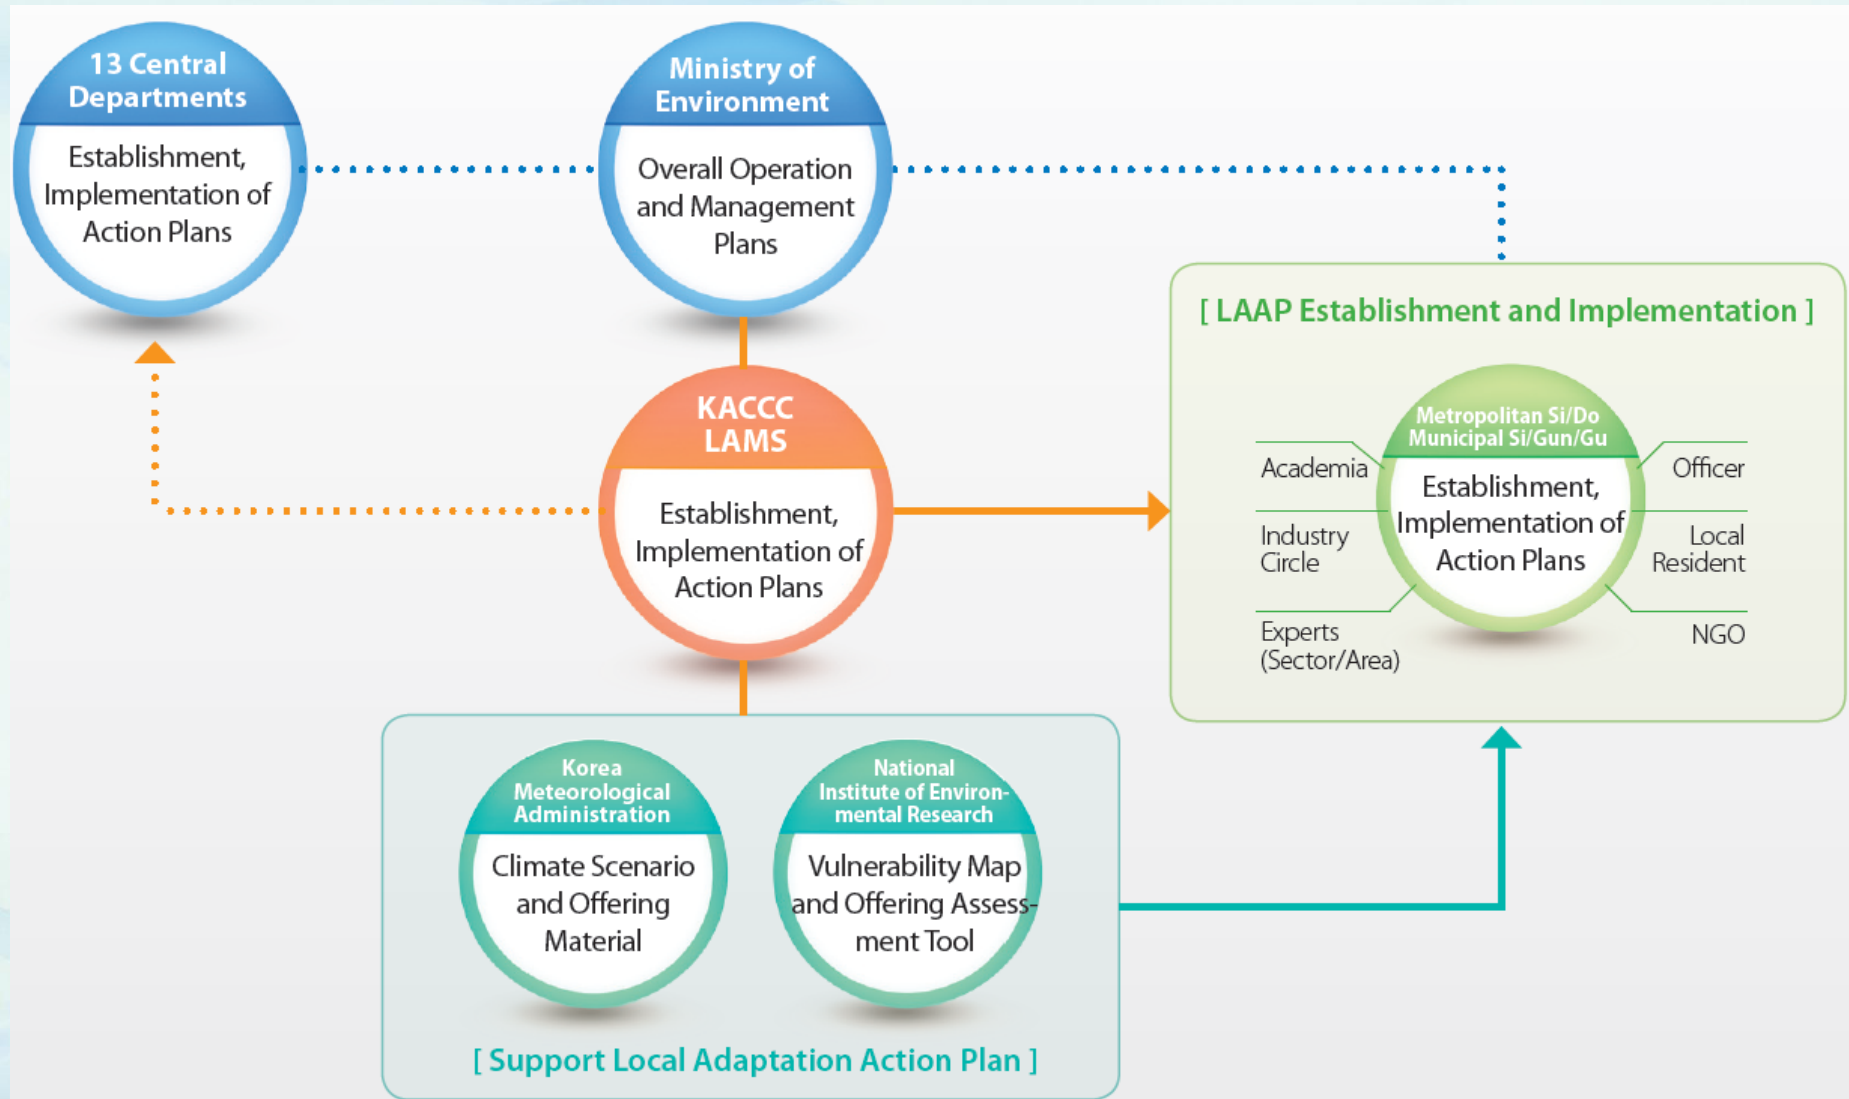 13 Central
Departments
Establishment,
Implementation of
Action Plans
Ministry of
Environment
Overall Operation
and Management
Plans
KACCC
LAMS
Establishment,
Implementation of
Action Plans
[ LAAP Establishment and Implementation ]
Metropolitan Si/Do
Municipal Si/Gun/Gu
Establishment,
Implementation of
Action Plans
Academia
Industry
Circle
Experts
(Sector/Area)
Officer
Local
Resident
NGO
Korea
Meteorological
Administration
Climate Scenario
and Offering
Material
National
Institute of Environ-
mental Research
Vulnerability Map
and Offering Assess-
ment Tool
[ Support Local Adaptation Action Plan ]